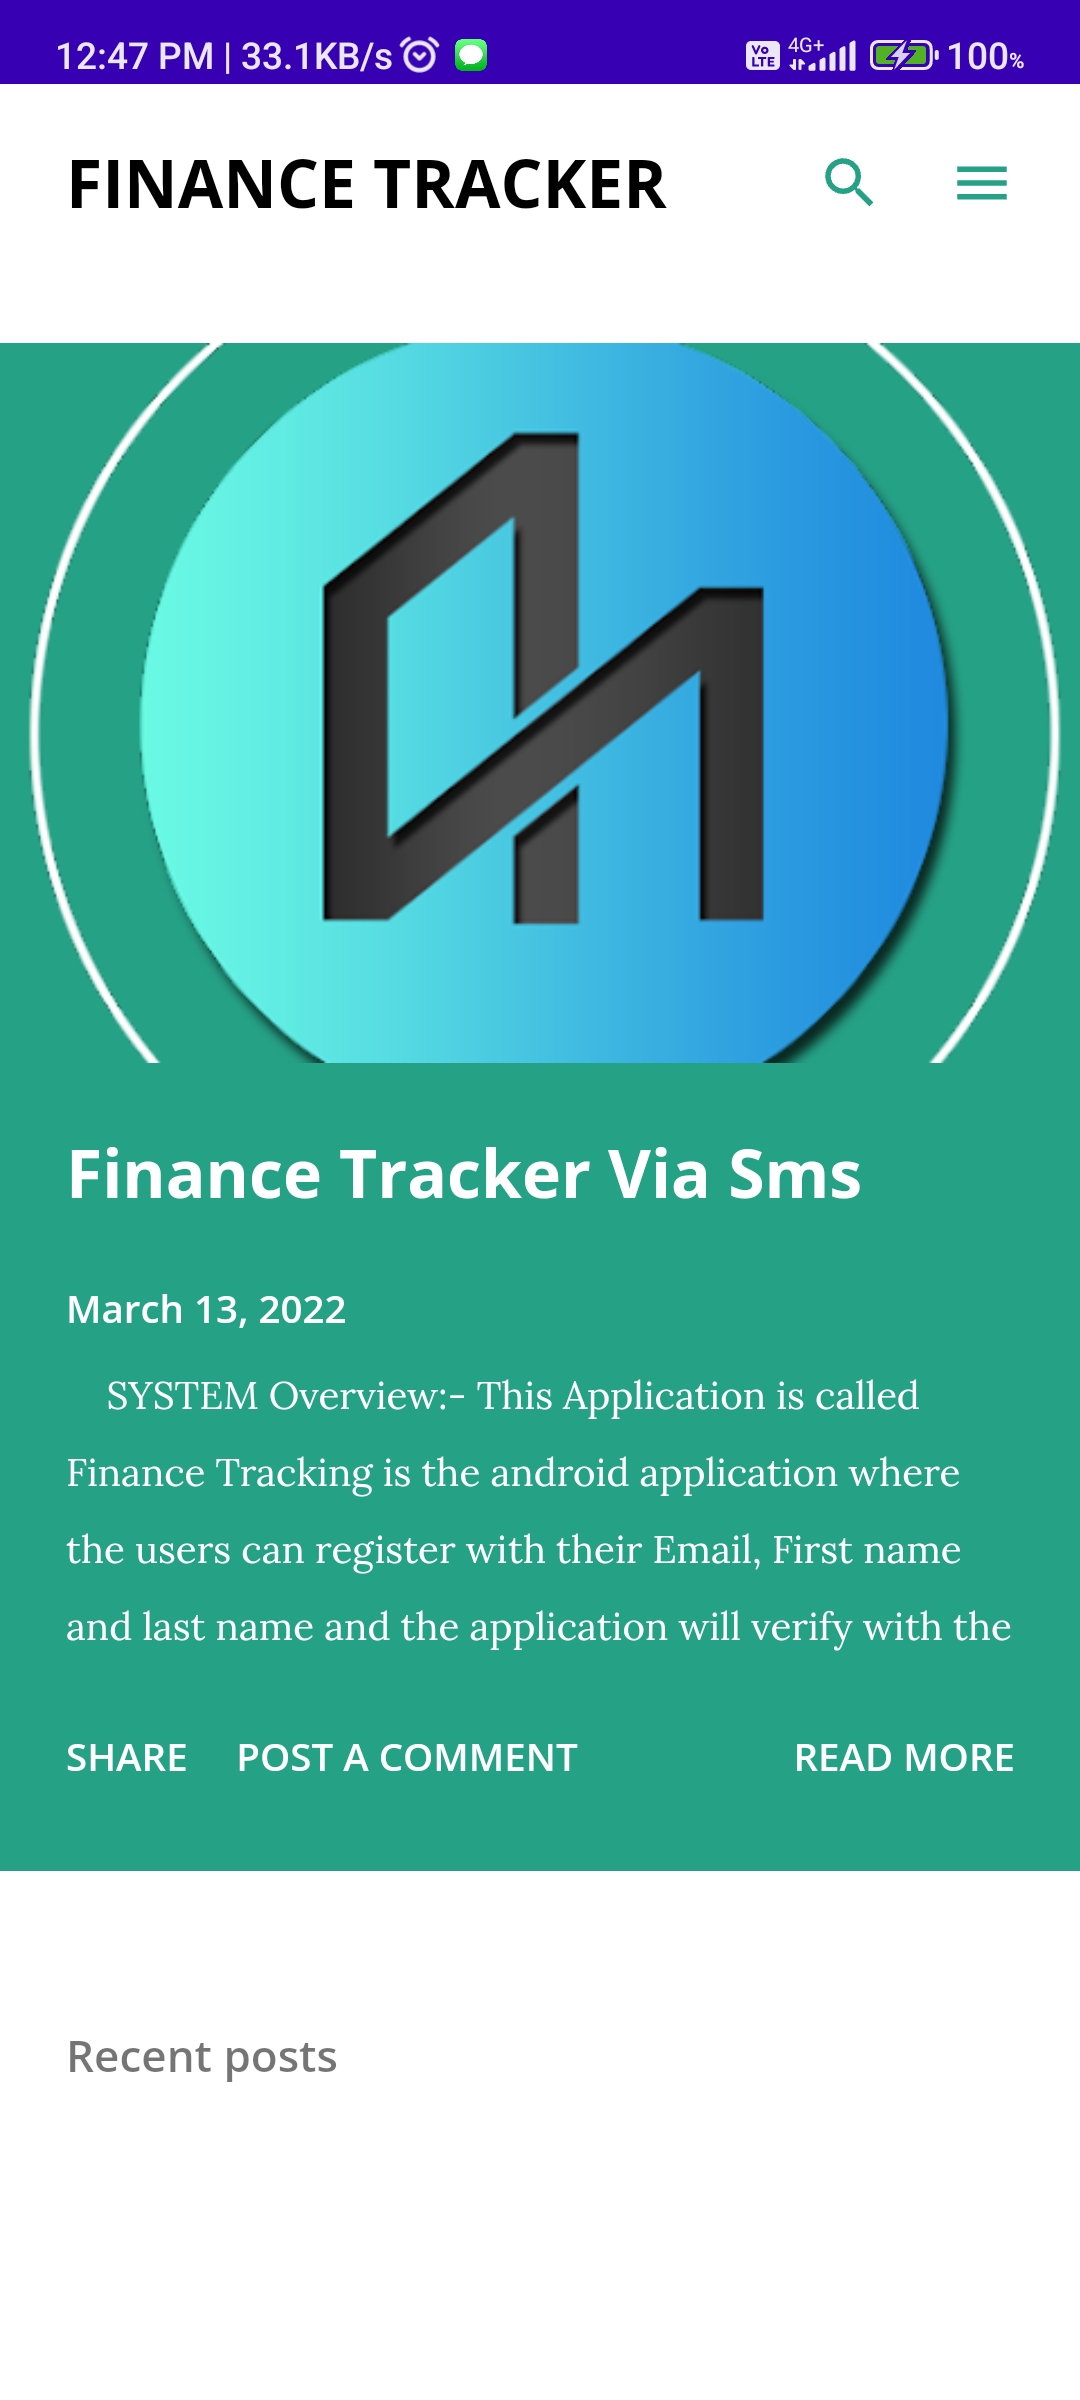 12:47 PM | 33.1KB/s
Vo LTE 4G+ 100%
FINANCE TRACKER
Finance Tracker Via Sms
March 13, 2022
SYSTEM Overview:- This Application is called
Finance Tracking is the android application where
the users can register with their Email, First name
and last name and the application will verify with the
SHARE POST A COMMENT READ MORE
Recent posts